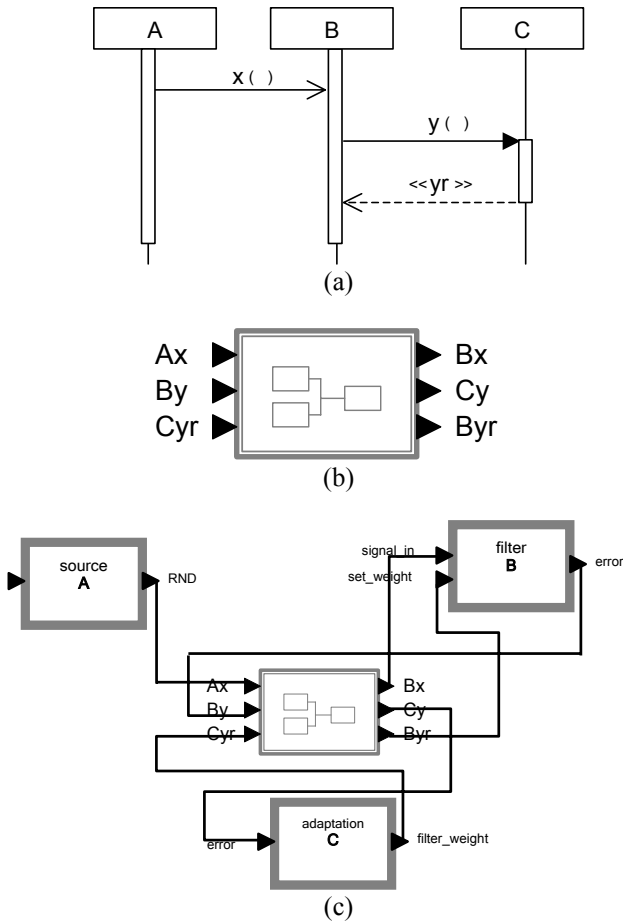 A B C
x ( )
y ( )
<<yr >>
(a)
Ax Bx
By Cy
Cyr Byr
(b)
source
A
RND
signal_in
set_weight
filter
B
error
Ax Bx
By Cy
Cyr Byr
error
adaptation
C
filter_weight
(c)